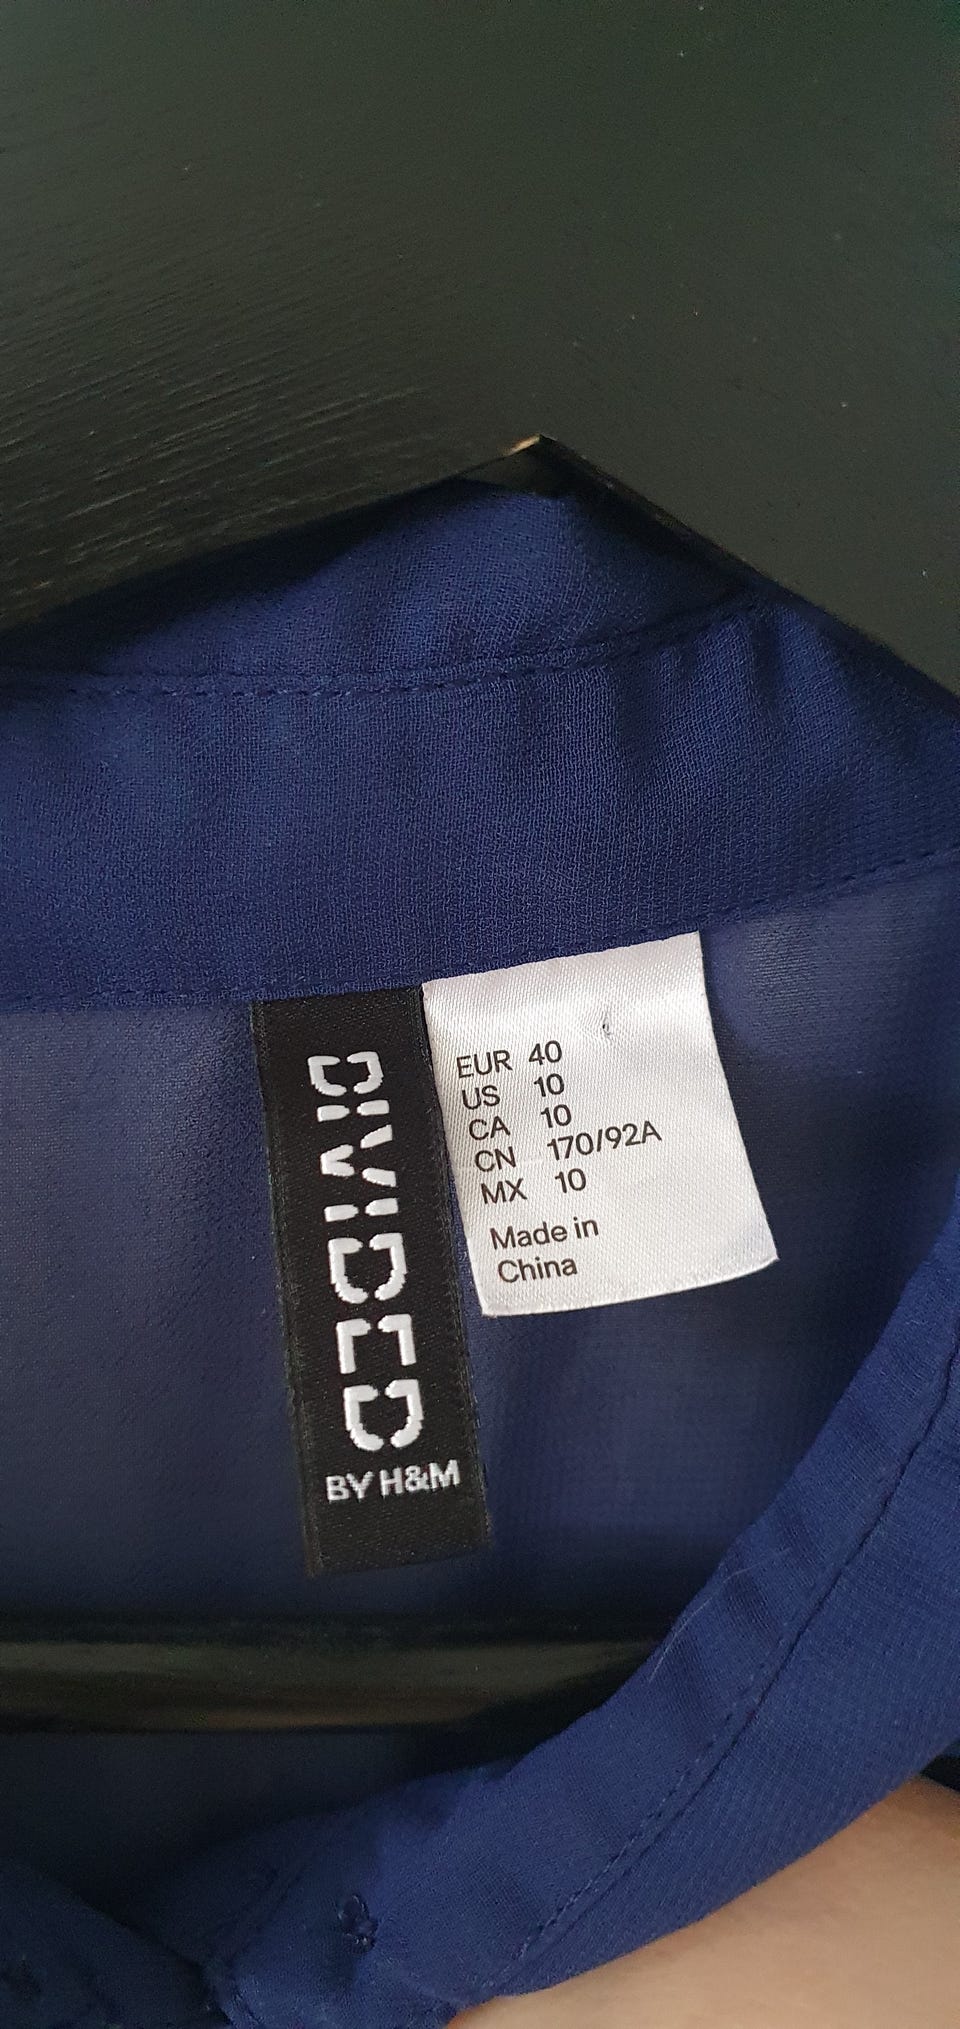 DIVIDED
BY H&M
EUR 40
US 10
CA 10
CN 170/92A
MX 10
Made in
China